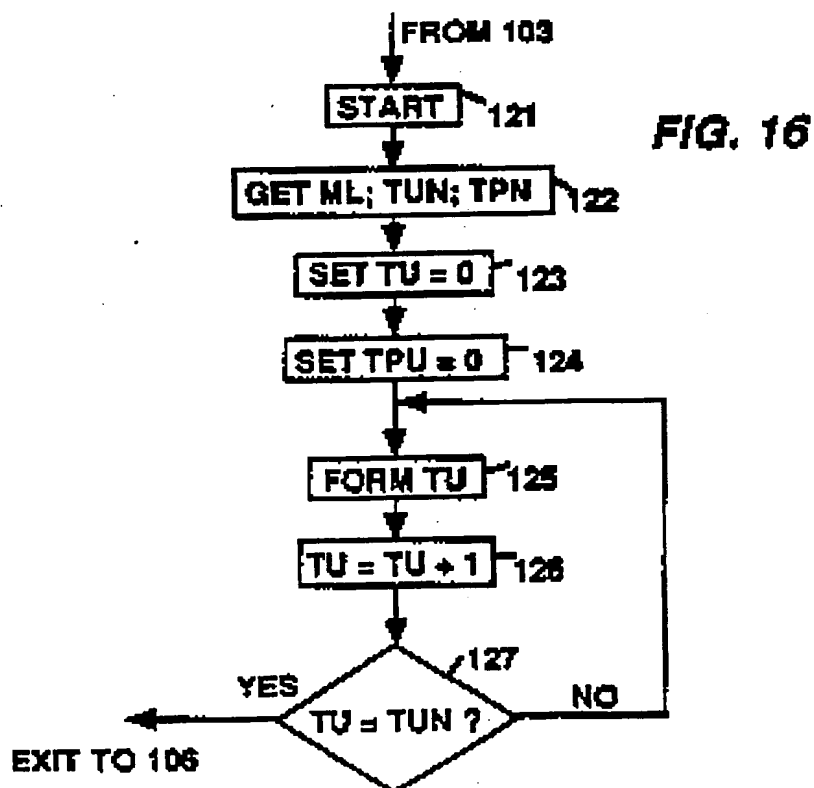 FROM 103
START
121
FIG. 16
GET ML; TUN; TPN
122
SET TU = 0
123
SET TPU = 0
124
FORM TU
125
TU = TU + 1
126
127
YES
NO
TU = TUN ?
EXIT TO 106